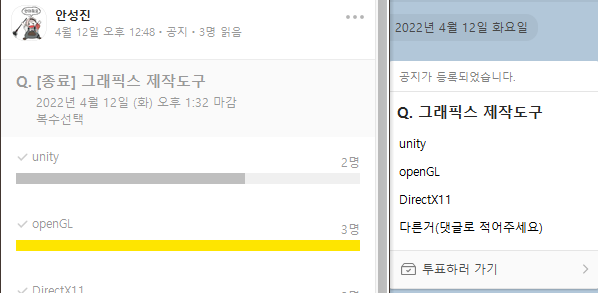 안성진
4월 12일 오후 12:48 • 공지 • 3명 읽음
Q. [종료] 그래픽스 제작도구
2022년 4월 12일 (화) 오후 1:32 마감
복수선택
unity
2명
openGL
3명
DirectX11
2022년 4월 12일 화요일
공지가 등록되었습니다.
Q. 그래픽스 제작도구
unity
openGL
DirectX11
다른거(댓글로 적어주세요)
투표하러 가기